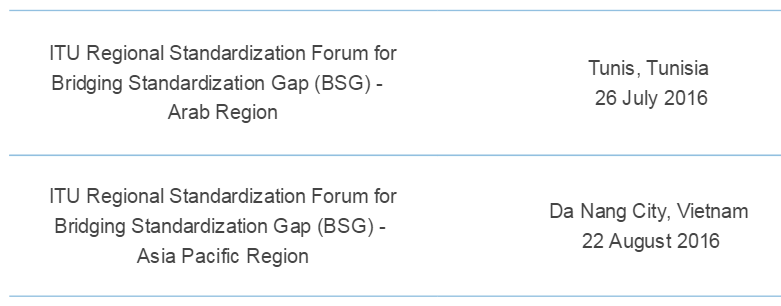 ITU Regional Standardization Forum for
Bridging Standardization Gap (BSG) -
Arab Region
Tunis, Tunisia
26 July 2016
ITU Regional Standardization Forum for
Bridging Standardization Gap (BSG) -
Asia Pacific Region
Da Nang City, Vietnam
22 August 2016